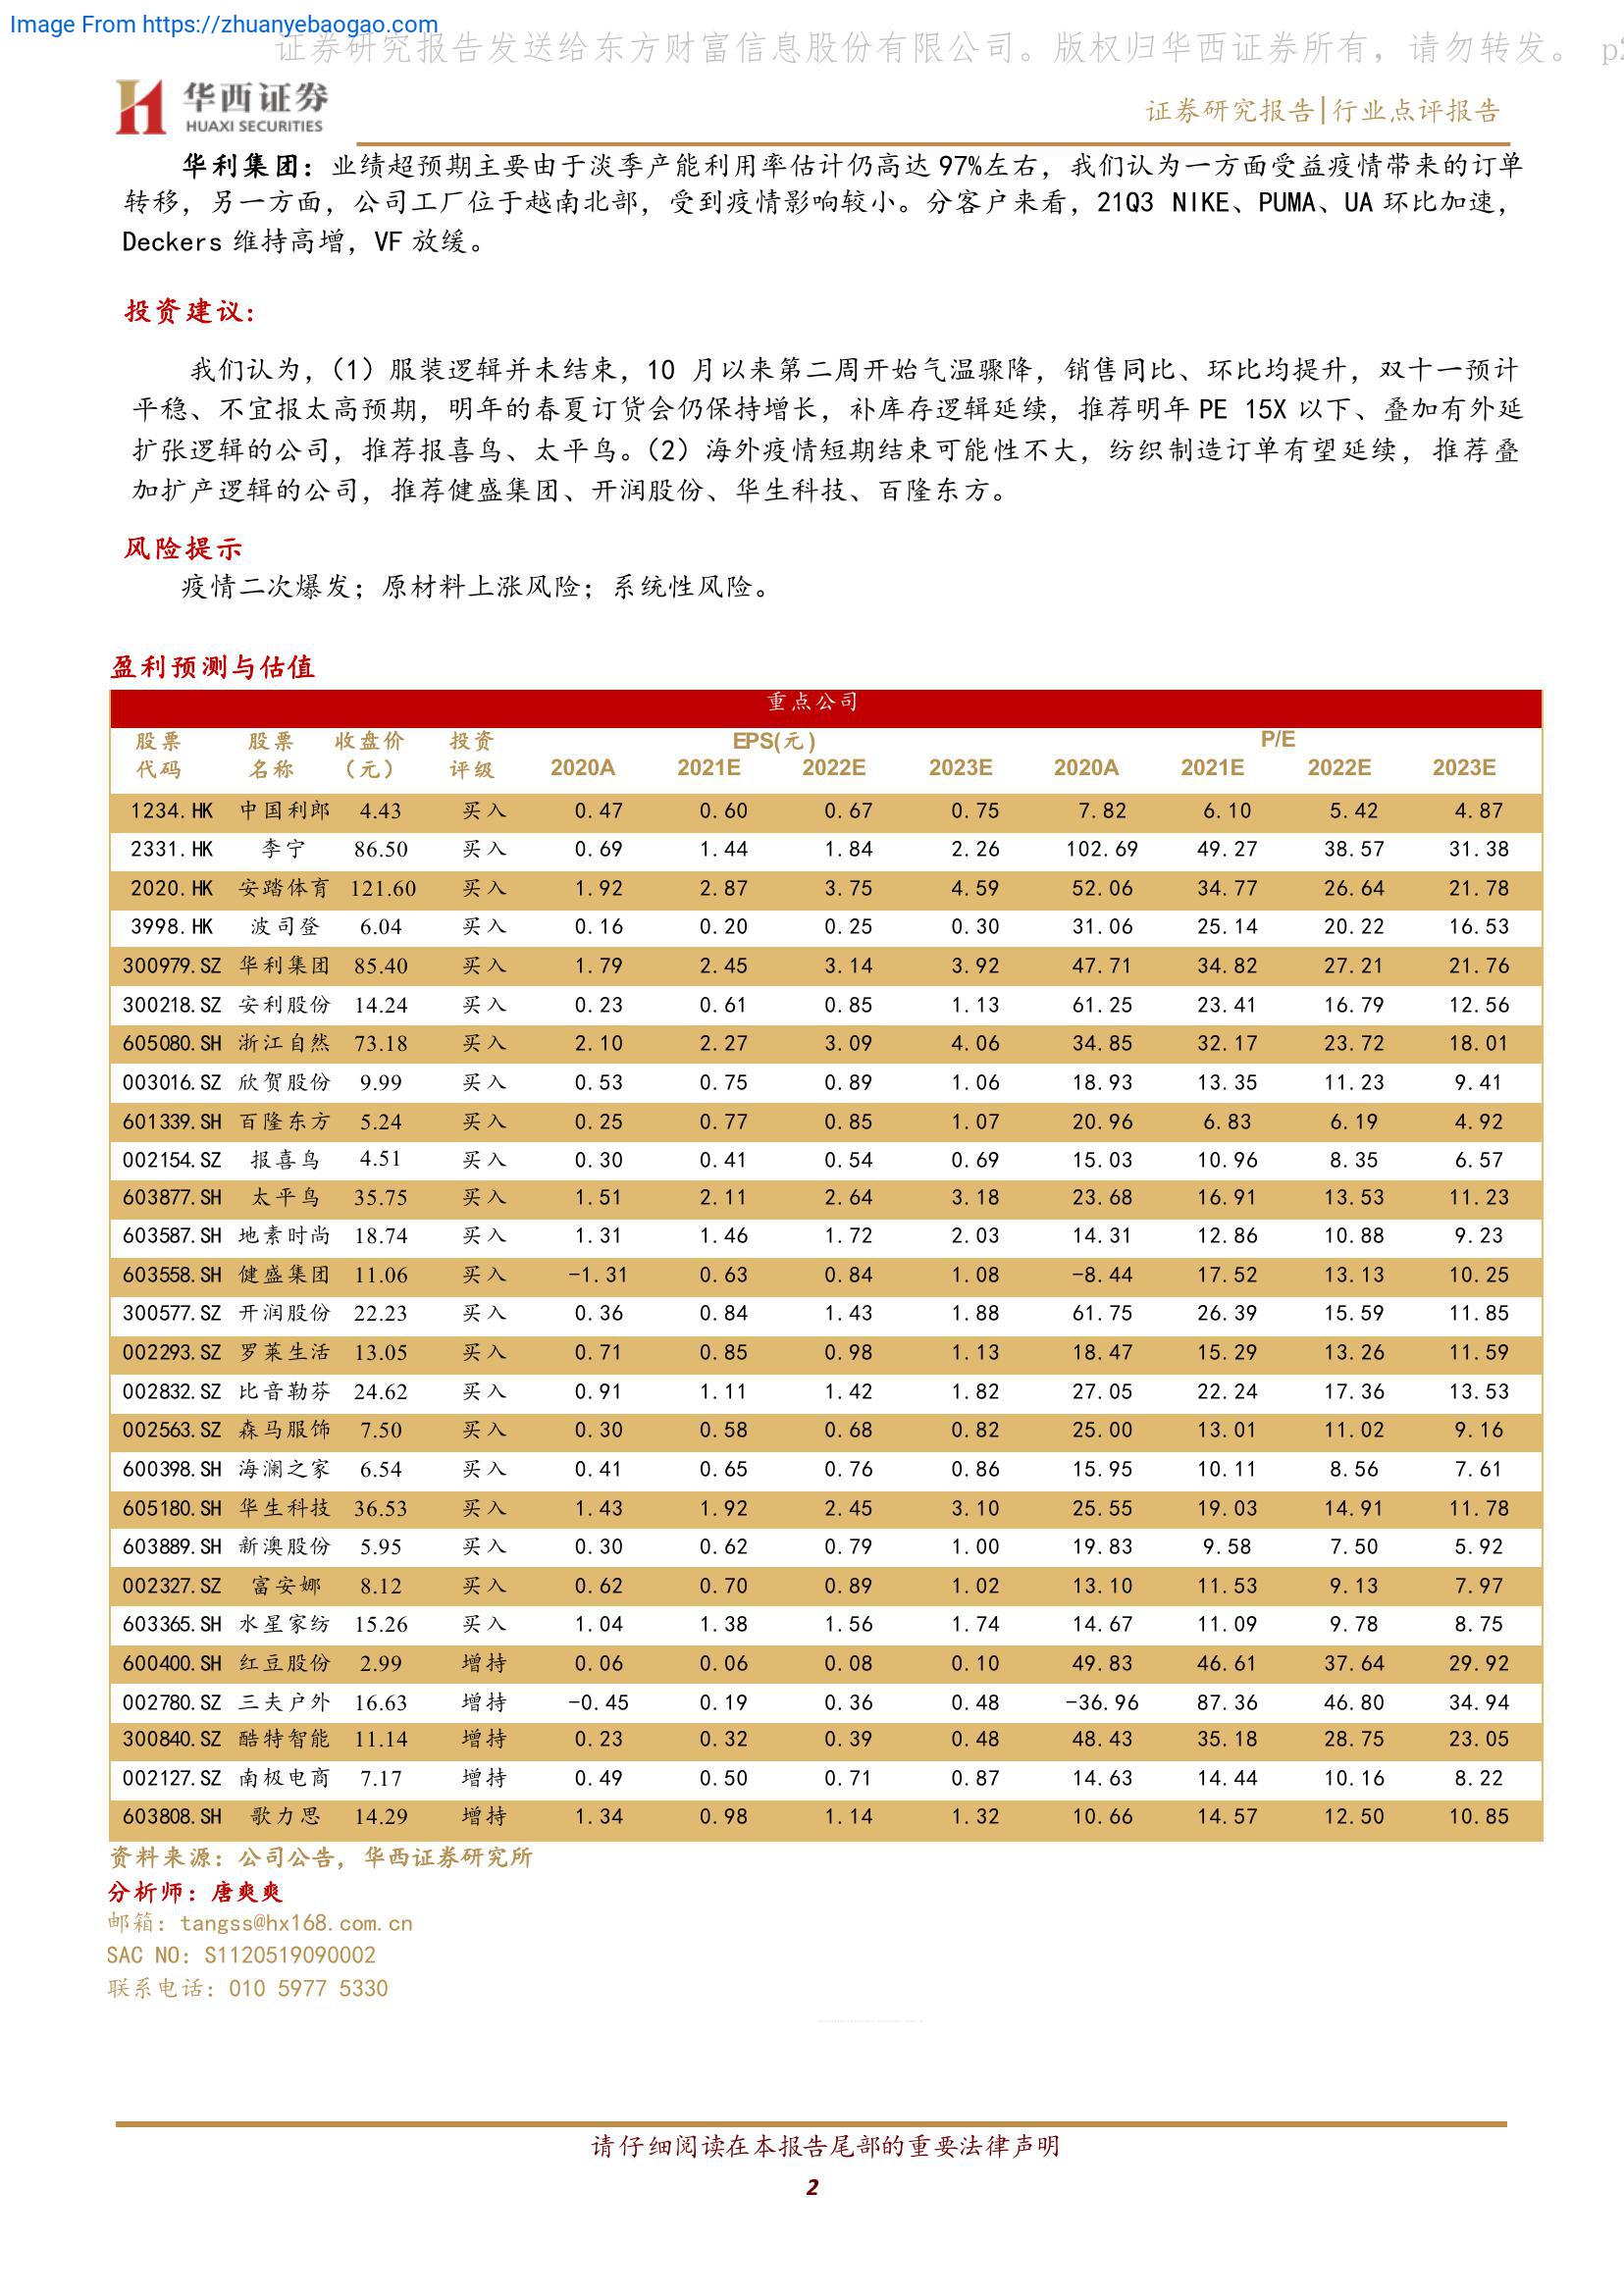 Image From https://zhuanyebaogao.com
证券研究报告发送给东方财富信息股份有限公司。版权归华西证券所有，请勿转发。 p2
华西证券
HUAXI SECURITIES
证券研究报告|行业点评报告
华利集团：业绩超预期主要由于淡季产能利用率估计仍高达 97%左右，我们认为一方面受益疫情带来的订单
转移，另一方面，公司工厂位于越南北部，受到疫情影响较小。分客户来看，21Q3 NIKE、PUMA、UA 环比加速，
Deckers 维持高增，VF 放缓。
投资建议：
我们认为，（1）服装逻辑并未结束，10 月以来第二周开始气温骤降，销售同比、环比均提升，双十一预计
平稳、不宜报太高预期，明年的春夏订货会仍保持增长，补库存逻辑延续，推荐明年 PE 15X 以下、叠加有外延
扩张逻辑的公司，推荐报喜鸟、太平鸟。（2）海外疫情短期结束可能性不大，纺织制造订单有望延续，推荐叠
加扩产逻辑的公司，推荐健盛集团、开润股份、华生科技、百隆东方。
风险提示
疫情二次爆发；原材料上涨风险；系统性风险。
盈利预测与估值
重点公司
股票 股票 收盘价 投资 EPS(元) P/E
代码 名称 （元） 评级 2020A 2021E 2022E 2023E 2020A 2021E 2022E 2023E
1234.HK 中国利郎 4.43 买入 0.47 0.60 0.67 0.75 7.82 6.10 5.42 4.87
2331.HK 李宁 86.50 买入 0.69 1.44 1.84 2.26 102.69 49.27 38.57 31.38
2020.HK 安踏体育 121.60 买入 1.92 2.87 3.75 4.59 52.06 34.77 26.64 21.78
3998.HK 波司登 6.04 买入 0.16 0.20 0.25 0.30 31.06 25.14 20.22 16.53
300979.SZ 华利集团 85.40 买入 1.79 2.45 3.14 3.92 47.71 34.82 27.21 21.76
300218.SZ 安利股份 14.24 买入 0.23 0.61 0.85 1.13 61.25 23.41 16.79 12.56
605080.SH 浙江自然 73.18 买入 2.10 2.27 3.09 4.06 34.85 32.17 23.72 18.01
003016.SZ 欣贺股份 9.99 买入 0.53 0.75 0.89 1.06 18.93 13.35 11.23 9.41
601339.SH 百隆东方 5.24 买入 0.25 0.77 0.85 1.07 20.96 6.83 6.19 4.92
002154.SZ 报喜鸟 4.51 买入 0.30 0.41 0.54 0.69 15.03 10.96 8.35 6.57
603877.SH 太平鸟 35.75 买入 1.51 2.11 2.64 3.18 23.68 16.91 13.53 11.23
603587.SH 地素时尚 18.74 买入 1.31 1.46 1.72 2.03 14.31 12.86 10.88 9.23
603558.SH 健盛集团 11.06 买入 -1.31 0.63 0.84 1.08 -8.44 17.52 13.13 10.25
300577.SZ 开润股份 22.23 买入 0.36 0.84 1.43 1.88 61.75 26.39 15.59 11.85
002293.SZ 罗莱生活 13.05 买入 0.71 0.85 0.98 1.13 18.47 15.29 13.26 11.59
002832.SZ 比音勒芬 24.62 买入 0.91 1.11 1.42 1.82 27.05 22.24 17.36 13.53
002563.SZ 森马服饰 7.50 买入 0.30 0.58 0.68 0.82 25.00 13.01 11.02 9.16
600398.SH 海澜之家 6.54 买入 0.41 0.65 0.76 0.86 15.95 10.11 8.56 7.61
605180.SH 华生科技 36.53 买入 1.43 1.92 2.45 3.10 25.55 19.03 14.91 11.78
603889.SH 新澳股份 5.95 买入 0.30 0.62 0.79 1.00 19.83 9.58 7.50 5.92
002327.SZ 富安娜 8.12 买入 0.62 0.70 0.89 1.02 13.10 11.53 9.13 7.97
603365.SH 水星家纺 15.26 买入 1.04 1.38 1.56 1.74 14.67 11.09 9.78 8.75
600400.SH 红豆股份 2.99 增持 0.06 0.06 0.08 0.10 49.83 46.61 37.64 29.92
002780.SZ 三夫户外 16.63 增持 -0.45 0.19 0.36 0.48 -36.96 87.36 46.80 34.94
300840.SZ 酷特智能 11.14 增持 0.23 0.32 0.39 0.48 48.43 35.18 28.75 23.05
002127.SZ 南极电商 7.17 增持 0.49 0.50 0.71 0.87 14.63 14.44 10.16 8.22
603808.SH 歌力思 14.29 增持 1.34 0.98 1.14 1.32 10.66 14.57 12.50 10.85
资料来源：公司公告，华西证券研究所
分析师：唐爽爽
邮箱：tangss@hx168.com.cn
SAC NO：S1120519090002
联系电话：010 5977 5330
请仔细阅读在本报告尾部的重要法律声明
2